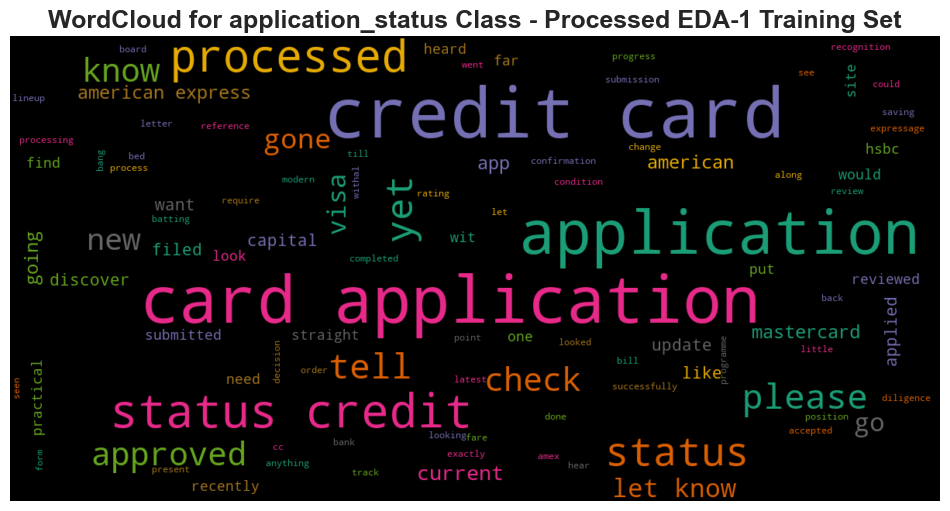 WordCloud for application_status Class - Processed EDA-1 Training Set
board
processed
heard
recognition
know
went
far
progress
see
site
american express
submission
could
lineup
credit card
saving
letter
reference
gone
expressage
processing
change
hsbc
find
bang
bed
till
app
confirmation
american
process
withal
along
would
modern
visa
yet
rating
condition
review
want
require
let
application
batting
new
filed
capital
wit
going
look
completed
discover
put
reviewed
card application
back
applied
submitted
straight
point
one
update
mastercard
decision
looked
programme
little
tell
bill
seen
practical
need
order
latest
check
successfully
like
please
diligence
status credit
done
position
go
looking
fare
accepted
approved
cc
bank
exactly
amex
hear
status
form
present
anything
track
current
recently
let know